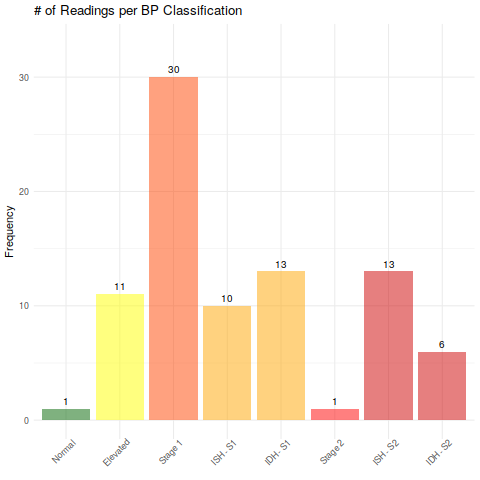 # of Readings per BP Classification
Frequency
30
20
10
0
1
11
30
10
13
1
13
6
Normal
Elevated
Stage 1
ISH - S1
IDH - S1
Stage 2
ISH - S2
IDH - S2